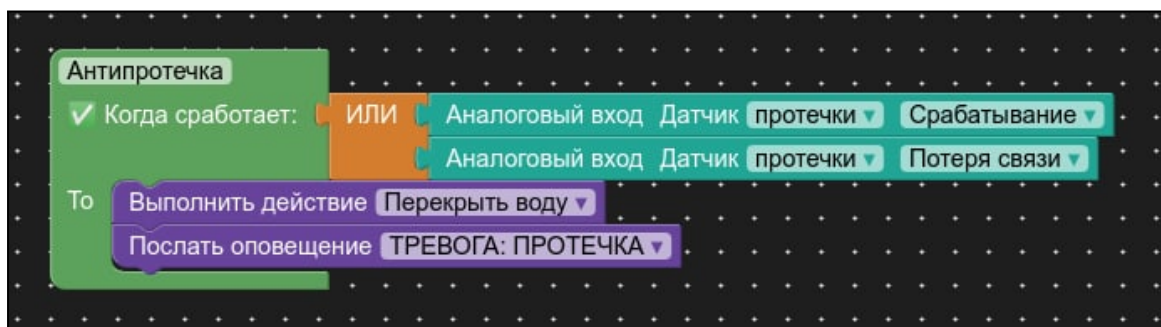 Антипротечка
Когда сработает: ИЛИ Аналоговый вход Датчик протечки Срабатывание
Аналоговый вход Датчик протечки Потеря связи
То Выполнить действие Перекрыть воду
Послать оповещение ТРЕВОГА: ПРОТЕЧКА